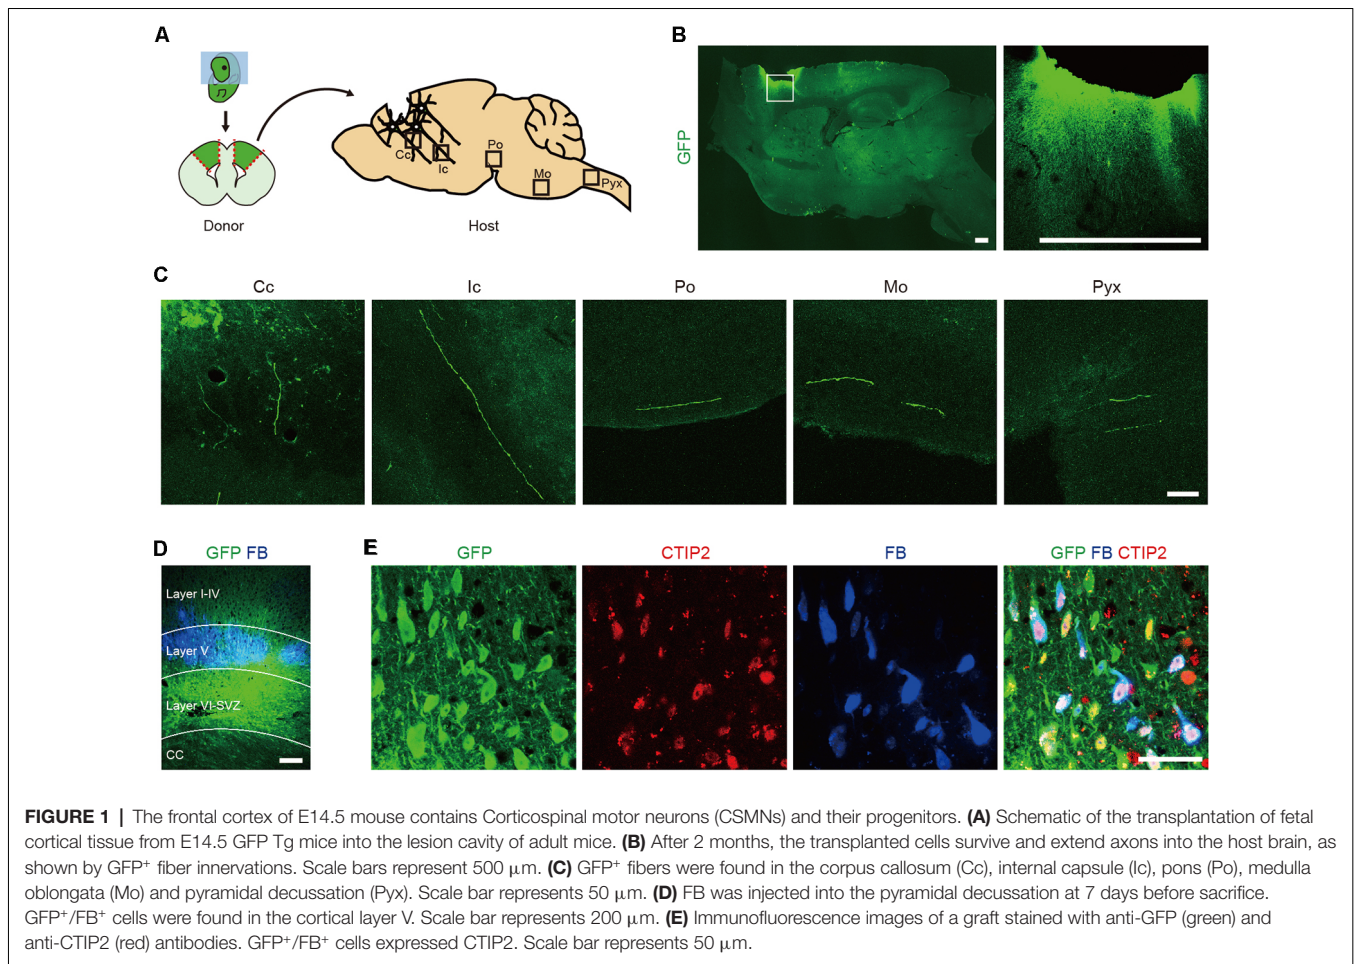 A
Cc
Ic
Po
Mo
Pyx
Donor
Host
B
GFP
C
Cc
Ic
Po
Mo
Pyx
D
GFP FB
Layer I-IV
Layer V
Layer VI-SVZ
CC
E
GFP
CTIP2
FB
GFP FB CTIP2
FIGURE 1 | The frontal cortex of E14.5 mouse contains Corticospinal motor neurons (CSMNs) and their progenitors. (A) Schematic of the transplantation of fetal
cortical tissue from E14.5 GFP Tg mice into the lesion cavity of adult mice. (B) After 2 months, the transplanted cells survive and extend axons into the host brain, as
shown by GFP⁺ fiber innervations. Scale bars represent 500 μm. (C) GFP⁺ fibers were found in the corpus callosum (Cc), internal capsule (Ic), pons (Po), medulla
oblongata (Mo) and pyramidal decussation (Pyx). Scale bar represents 50 μm. (D) FB was injected into the pyramidal decussation at 7 days before sacrifice.
GFP⁺/FB⁺ cells were found in the cortical layer V. Scale bar represents 200 μm. (E) Immunofluorescence images of a graft stained with anti-GFP (green) and
anti-CTIP2 (red) antibodies. GFP⁺/FB⁺ cells expressed CTIP2. Scale bar represents 50 μm.